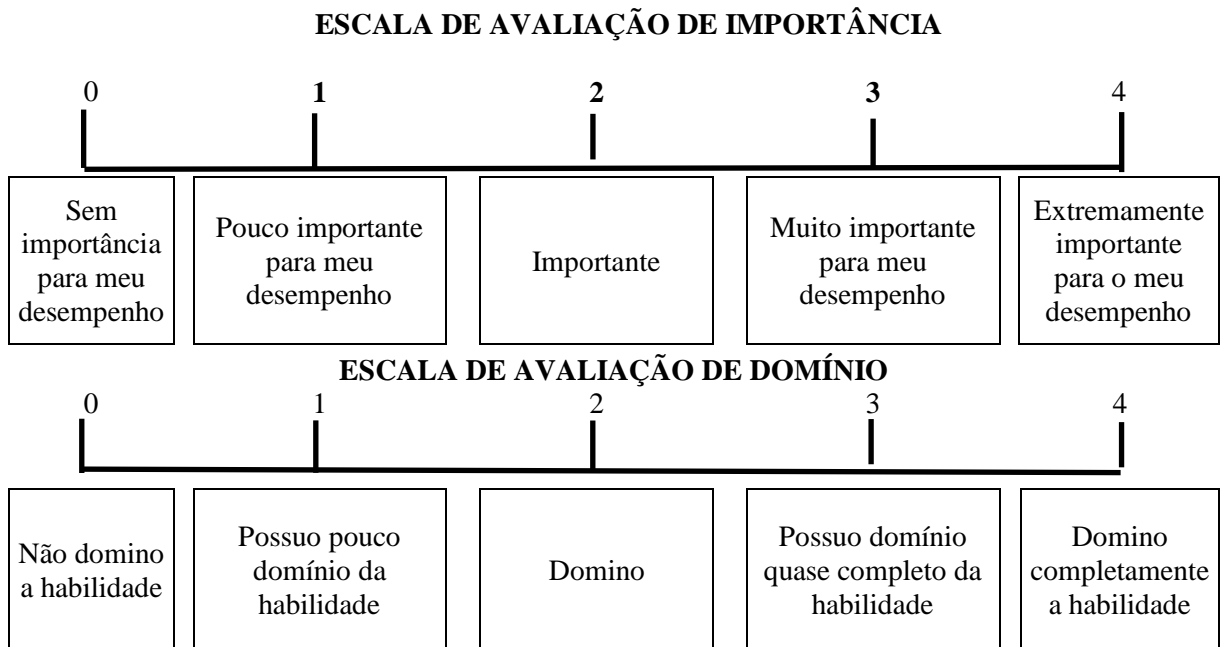 ESCALA DE AVALIAÇÃO DE IMPORTÂNCIA
0 1 2 3 4
Sem
importância
para meu
desempenho
Pouco importante
para meu
desempenho
Importante
Muito importante
para meu
desempenho
Extremamente
importante
para o meu
desempenho
ESCALA DE AVALIAÇÃO DE DOMÍNIO
0 1 2 3 4
Não domino
a habilidade
Possuo pouco
domínio da
habilidade
Domino
Possuo domínio
quase completo da
habilidade
Domino
completamente
a habilidade